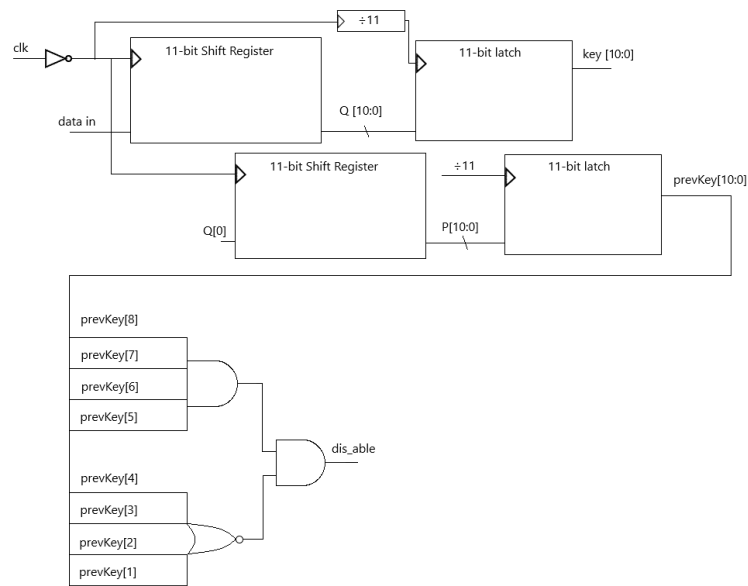 ÷11
clk
11-bit Shift Register
11-bit latch
key [10:0]
Q [10:0]
data in
11-bit Shift Register
÷11
11-bit latch
prevKey[10:0]
Q[0]
P[10:0]
prevKey[8]
prevKey[7]
prevKey[6]
prevKey[5]
dis_able
prevKey[4]
prevKey[3]
prevKey[2]
prevKey[1]